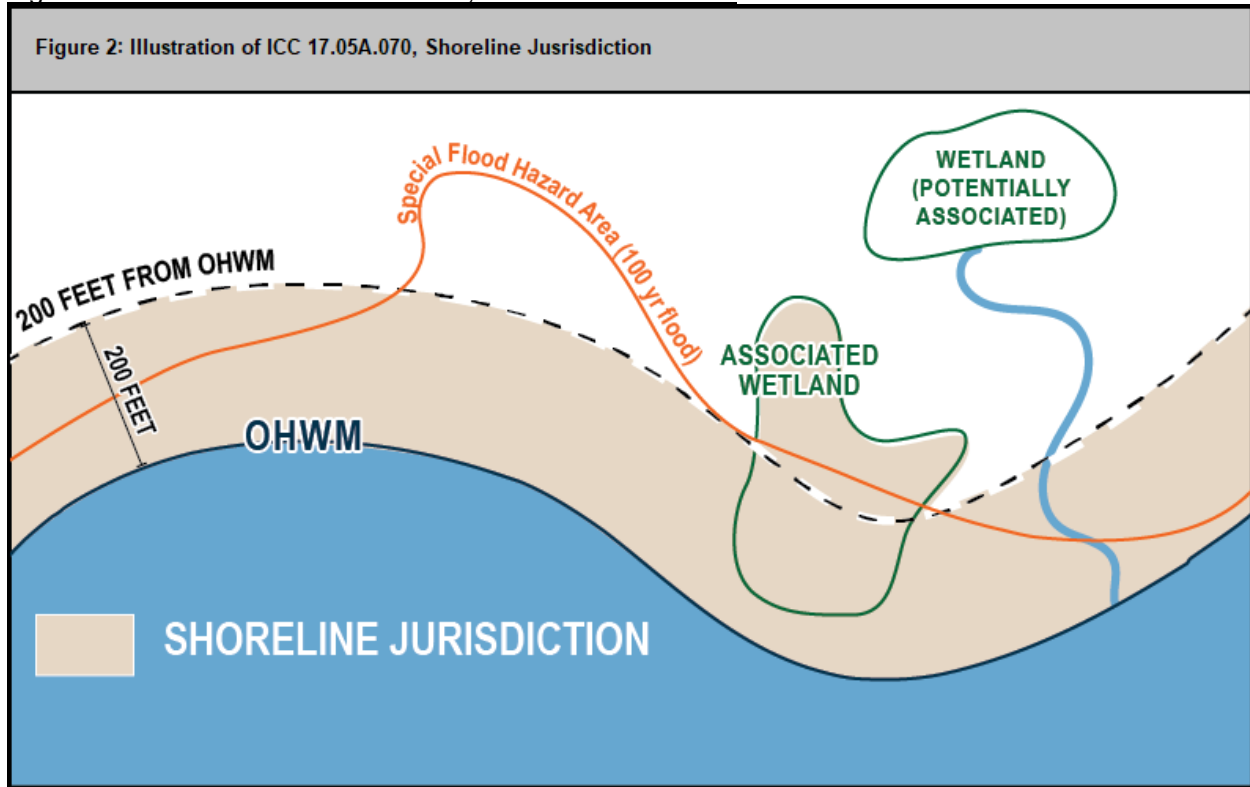 Figure 2: Illustration of ICC 17.05A.070, Shoreline Jusrisdiction
WETLAND
(POTENTIALLY
ASSOCIATED)
Special Flood Hazard Area (100 yr flood)
200 FEET FROM OHWM
200 FEET
ASSOCIATED
WETLAND
OHWM
SHORELINE JURISDICTION